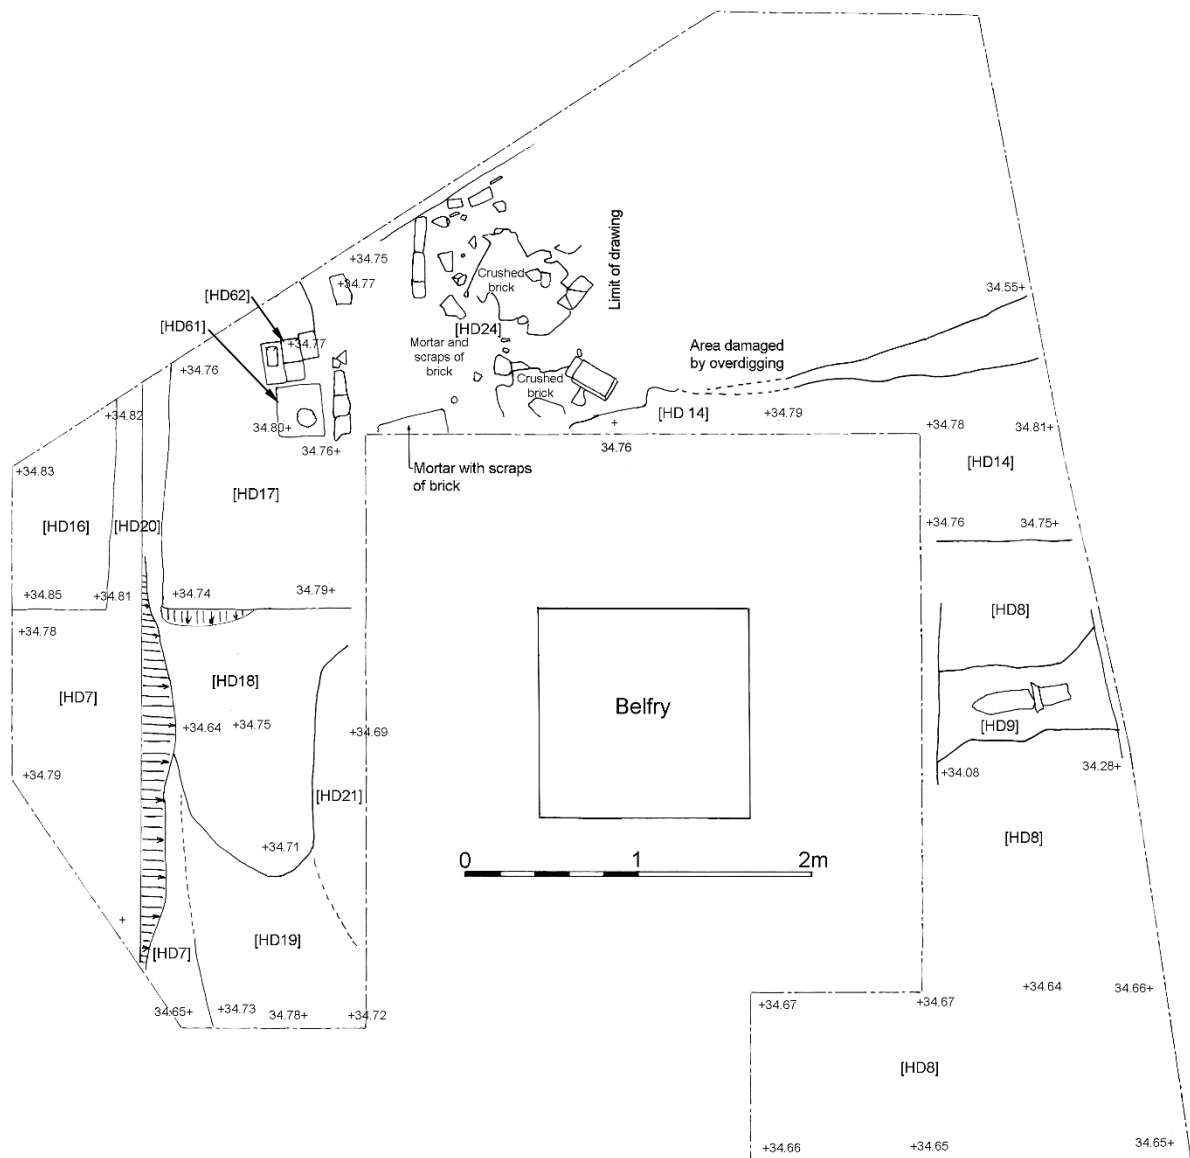 34.55+
Limit of drawing
+34.75
+34.77
Crushed
brick
[HD62]
[HD61]
[HD24]
+34.77
Mortar and
scraps of
brick
Area damaged
by overdigging
+34.76
Crushed
brick
[HD 14]
+34.79
+34.82
34.80+
34.76+
+
34.76
+34.78
34.81+
+34.83
Mortar with scraps
of brick
[HD14]
[HD17]
[HD16]
[HD20]
+34.76
34.75+
+34.85
+34.81
+34.74
34.79+
[HD8]
+34.78
[HD7]
[HD18]
+34.64
+34.75
+34.69
Belfry
[HD9]
+34.79
+34.08
34.28+
[HD21]
+34.71
[HD8]
0
1
2m
+
[HD7]
[HD19]
34.65+
+34.73
34.78+
+34.72
+34.67
+34.67
+34.64
34.66+
[HD8]
+34.66
+34.65
34.65+